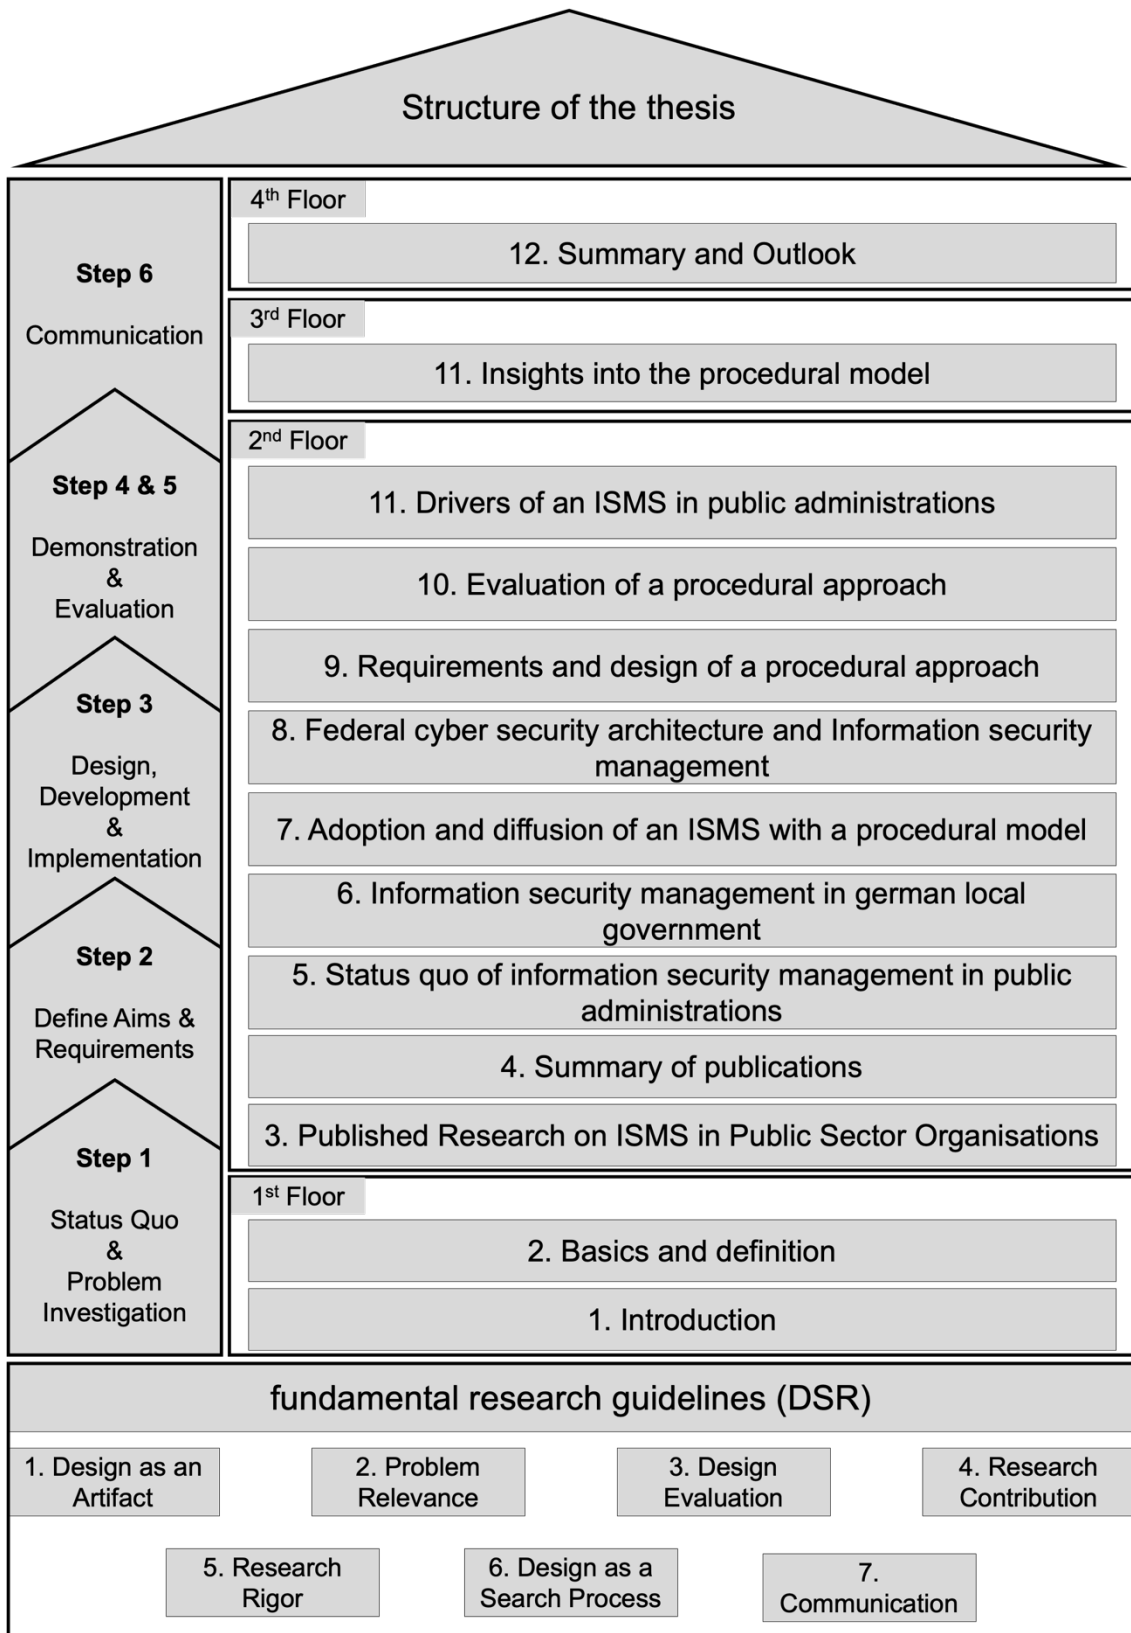 Structure of the thesis
Step 6
Communication
Step 4 & 5
Demonstration
&
Evaluation
Step 3
Design,
Development
&
Implementation
Step 2
Define Aims &
Requirements
Step 1
Status Quo
&
Problem
Investigation
4th Floor
12. Summary and Outlook
3rd Floor
11. Insights into the procedural model
2nd Floor
11. Drivers of an ISMS in public administrations
10. Evaluation of a procedural approach
9. Requirements and design of a procedural approach
8. Federal cyber security architecture and Information security
management
7. Adoption and diffusion of an ISMS with a procedural model
6. Information security management in german local
government
5. Status quo of information security management in public
administrations
4. Summary of publications
3. Published Research on ISMS in Public Sector Organisations
1st Floor
2. Basics and definition
1. Introduction
fundamental research guidelines (DSR)
1. Design as an
Artifact
2. Problem
Relevance
3. Design
Evaluation
4. Research
Contribution
5. Research
Rigor
6. Design as a
Search Process
7.
Communication